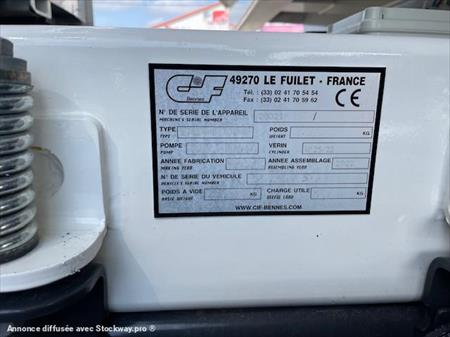 CIF
Bennes
49270 LE FUILET - FRANCE
Tél. : (33) 02 41 70 54 54
Fax : (33) 02 41 70 59 62
CE
N° DE SERIE DE L'APPAREIL /
MACHINE'S SERIAL NUMBER
TYPE POIDS KG
TYPE WEIGHT
POMPE VERIN
PUMP CYLINDER
ANNEE FABRICATION ANNEE ASSEMBLAGE
MAKING YEAR ASSEMBLING YEAR
N° DE SERIE DU VEHICULE
VEHICLE'S SERIAL NUMBER
POIDS A VIDE KG CHARGE UTILE KG
BASIC WEIGHT USEFUL LOAD
WWW.CIF-BENNES.COM
Annonce diffusée avec Stockway.pro ®